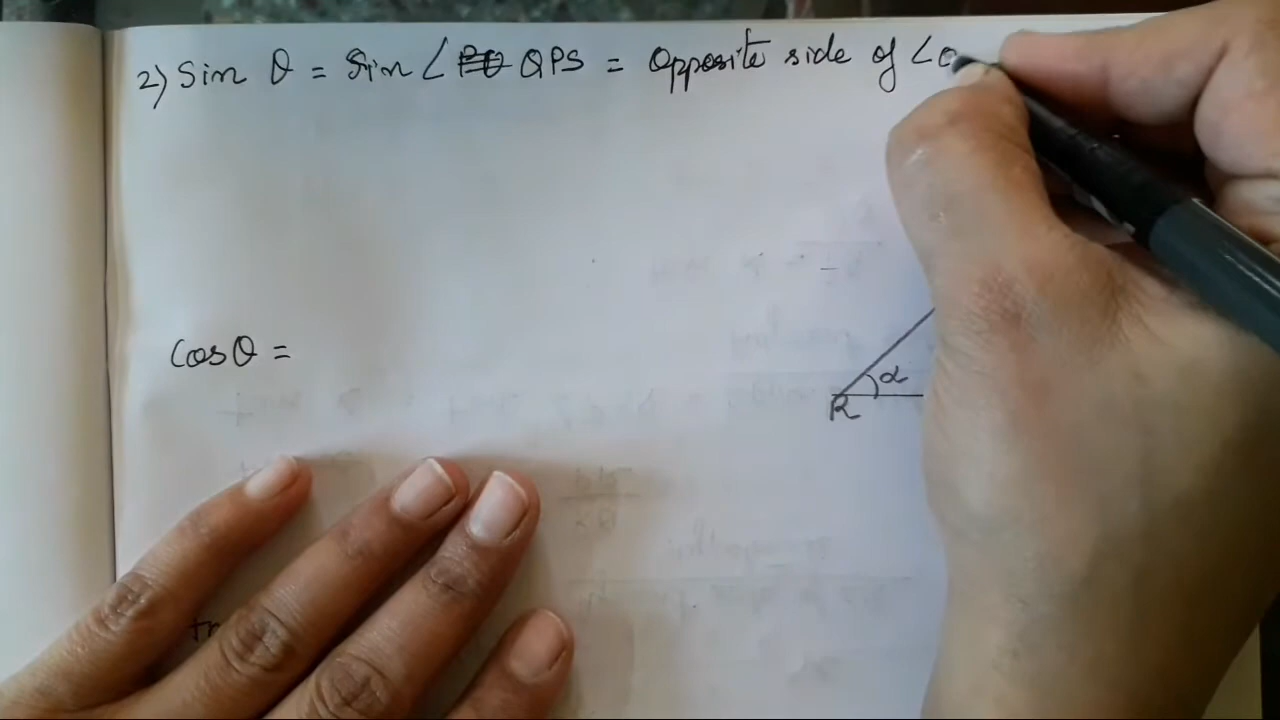 2) Sin θ = Sin ∠ QPS = Opposite side of ∠
Cosθ =
α
R